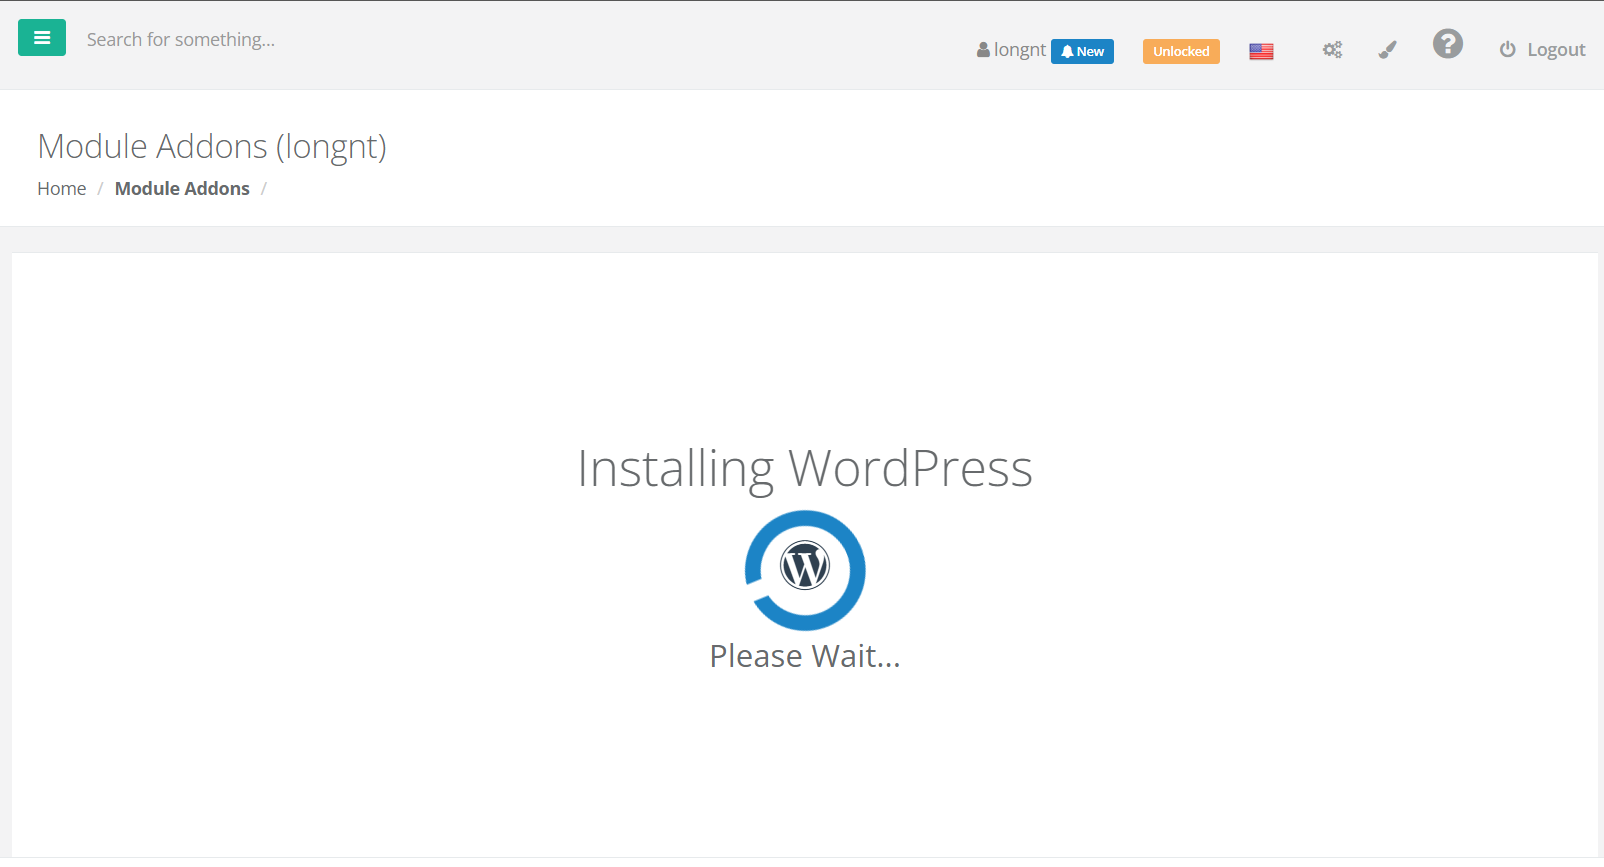 Search for something...
longnt New Unlocked Logout
Module Addons (longnt)
Home / Module Addons /
Installing WordPress
Please Wait...